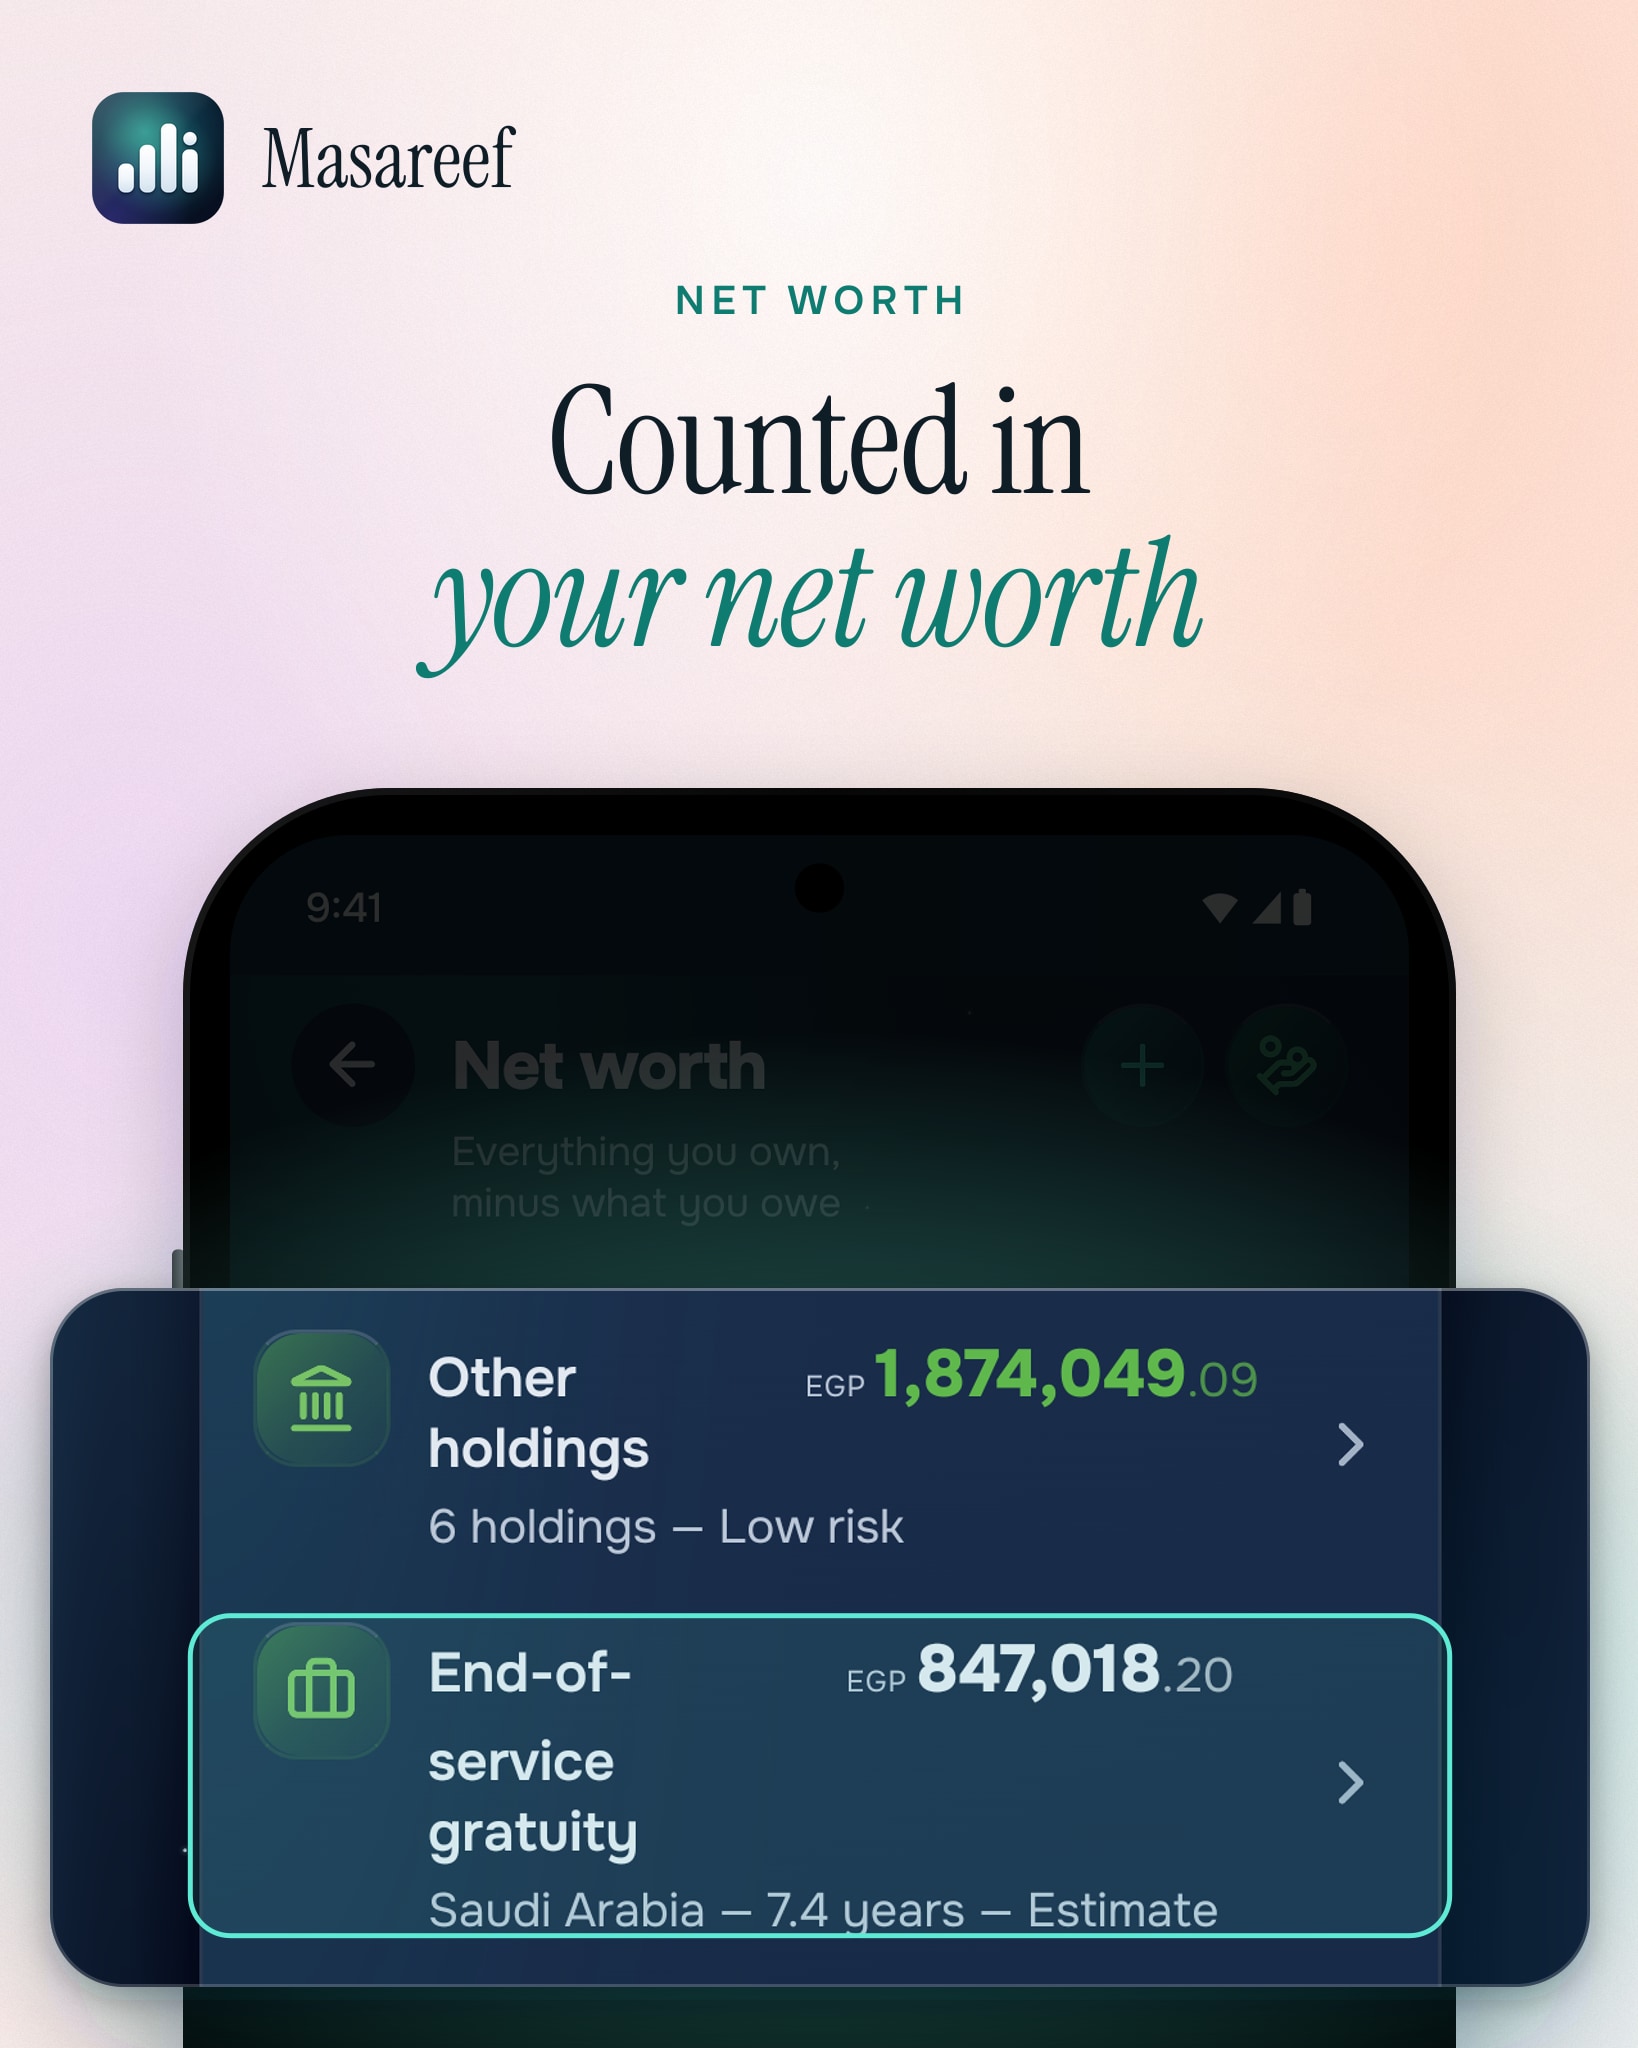 Masareef
NET WORTH
Counted in
your net worth
9:41
Net worth
Everything you own,
minus what you owe
Other
holdings
EGP 1,874,049.09
6 holdings — Low risk
End-of-
service
gratuity
EGP 847,018.20
Saudi Arabia — 7.4 years — Estimate